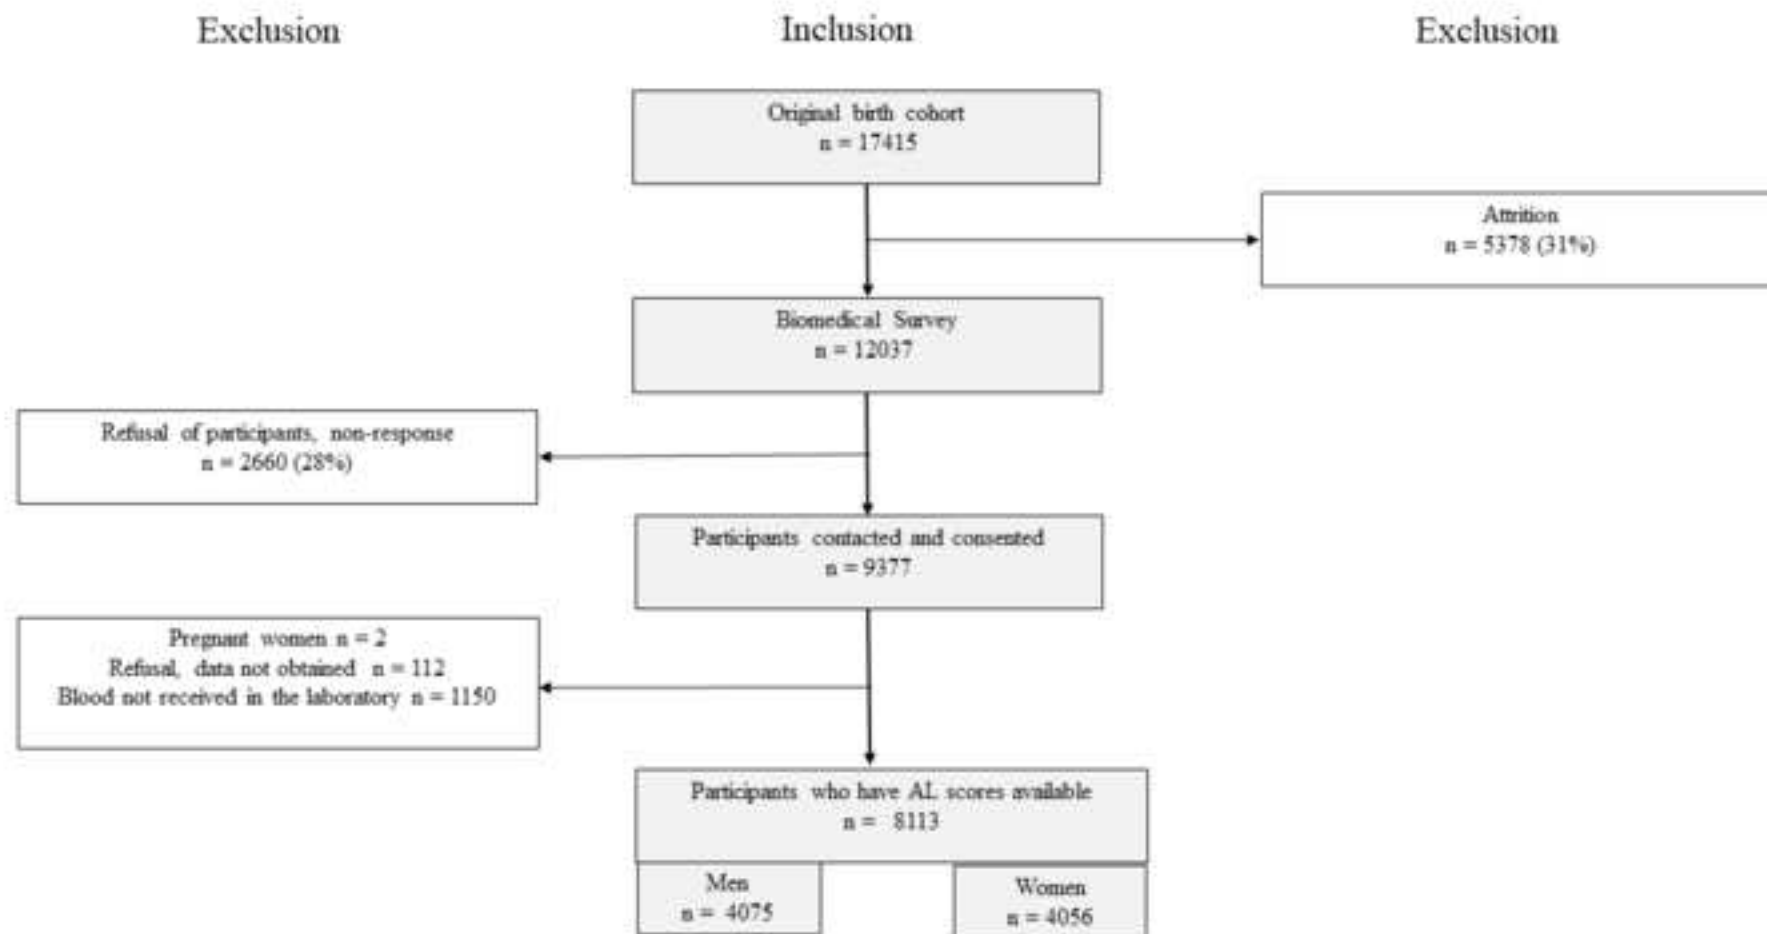 Exclusion
Inclusion
Exclusion
Original birth cohort
n = 17415
Attrition
n = 5378 (31%)
Biomedical Survey
n = 12037
Refusal of participants, non-response
n = 2660 (28%)
Participants contacted and consented
n = 9377
Pregnant women n = 2
Refusal, data not obtained n = 112
Blood not received in the laboratory n = 1150
Participants who have AL scores available
n = 8113
Men
n = 4075
Women
n = 4056